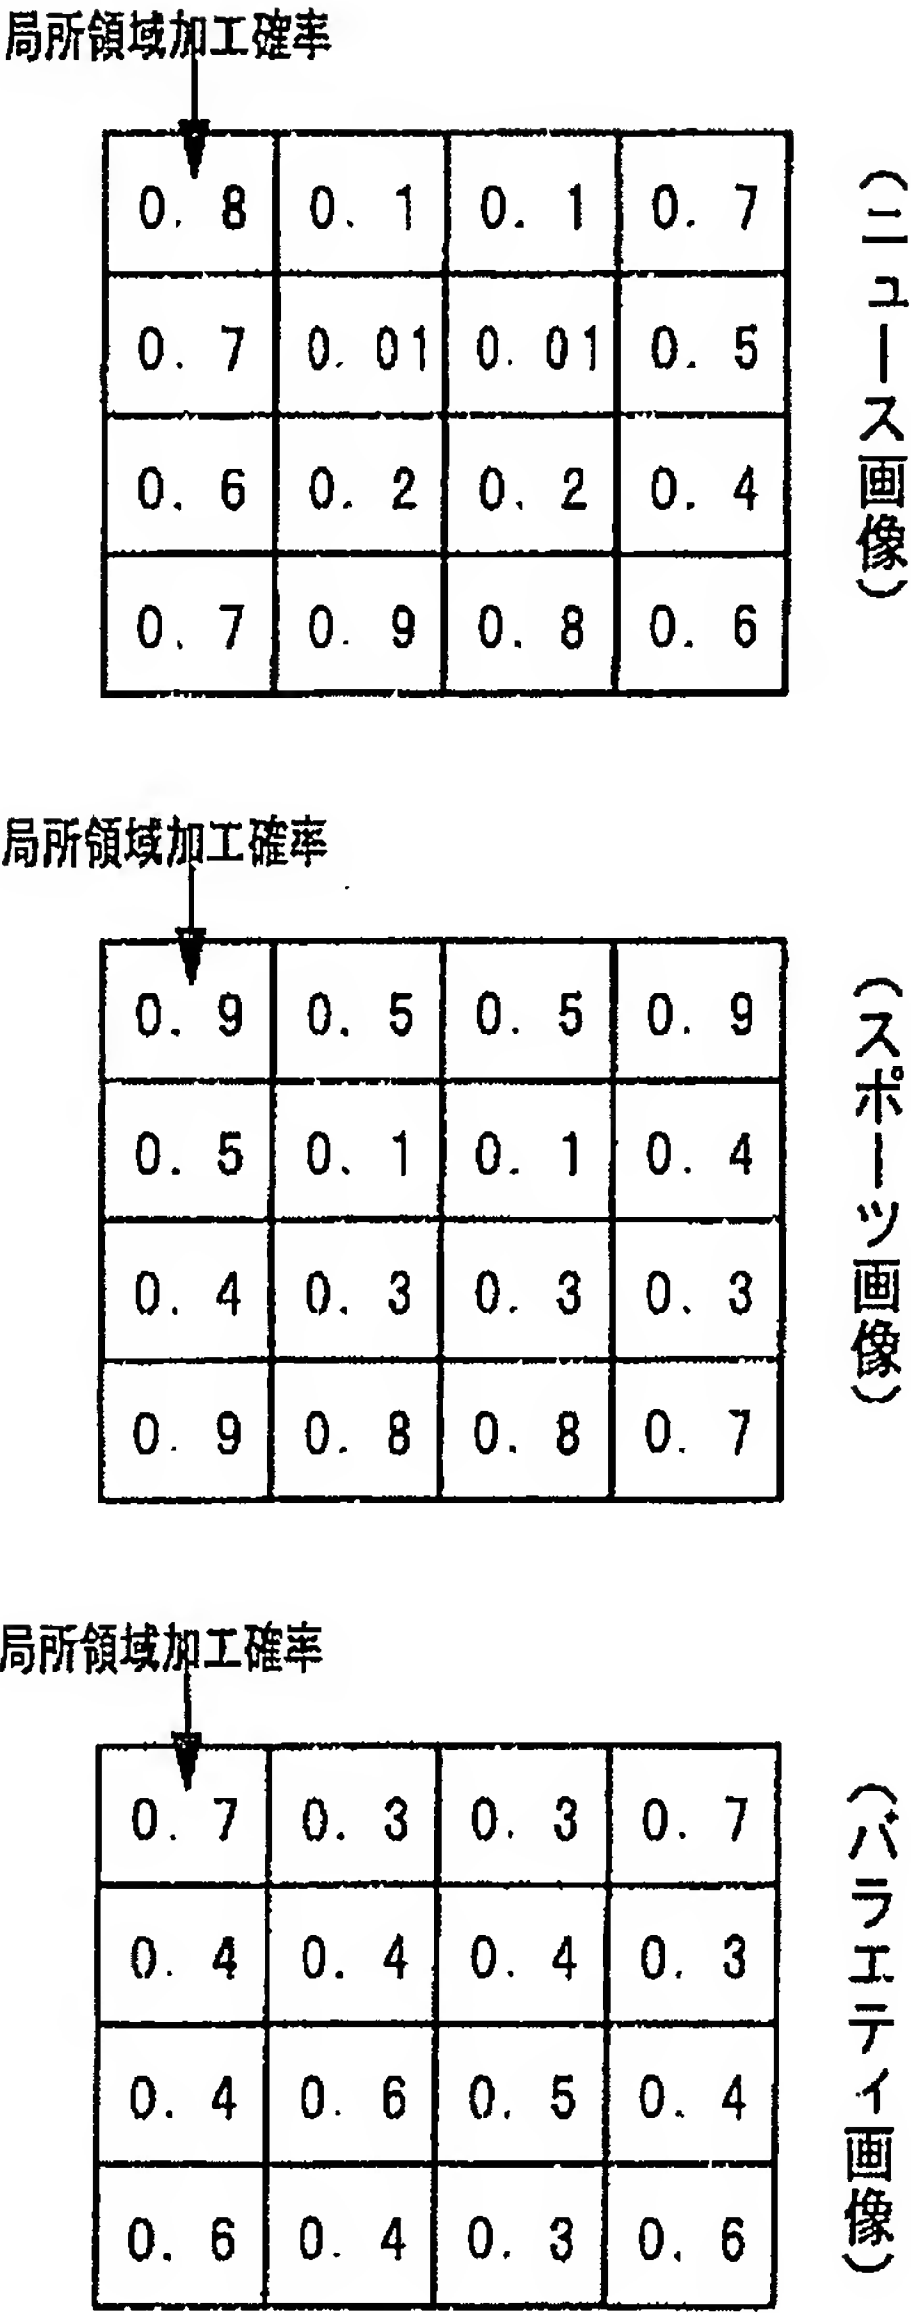 局所領域加工確率
0.8 0.1 0.1 0.7
0.7 0.01 0.01 0.5
0.6 0.2 0.2 0.4
0.7 0.9 0.8 0.6
(ニュース画像)
局所領域加工確率
0.9 0.5 0.5 0.9
0.5 0.1 0.1 0.4
0.4 0.3 0.3 0.3
0.9 0.8 0.8 0.7
(スポーツ画像)
局所領域加工確率
0.7 0.3 0.3 0.7
0.4 0.4 0.4 0.3
0.4 0.6 0.5 0.4
0.6 0.4 0.3 0.6
(バラエティ画像)